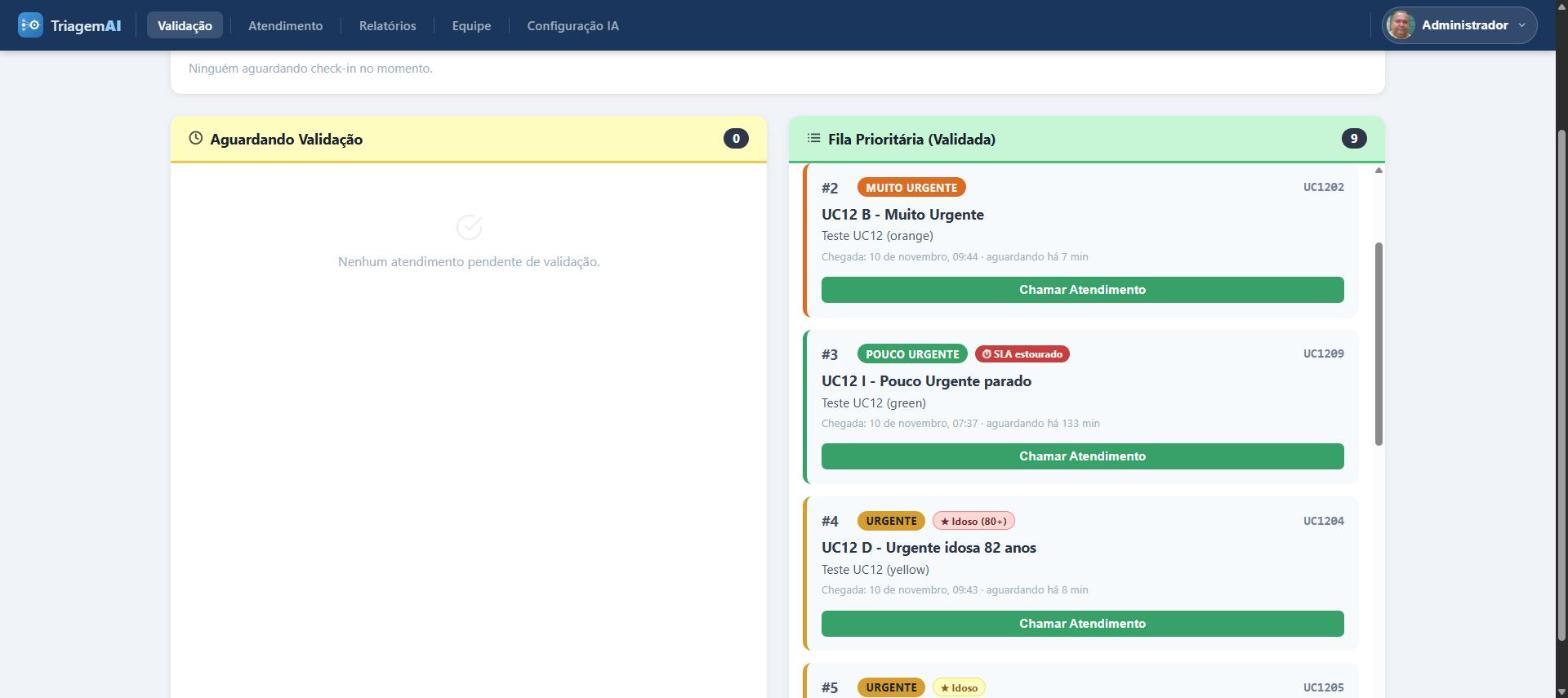 TriagemAI
Validação
Atendimento
Relatórios
Equipe
Configuração IA
Administrador
Ninguém aguardando check-in no momento.
Aguardando Validação
0
Nenhum atendimento pendente de validação.
Fila Prioritária (Validada)
9
#2 MUITO URGENTE UC1202
UC12 B - Muito Urgente
Teste UC12 (orange)
Chegada: 10 de novembro, 09:44 · aguardando há 7 min
Chamar Atendimento
#3 POUCO URGENTE SLA estourado UC1209
UC12 I - Pouco Urgente parado
Teste UC12 (green)
Chegada: 10 de novembro, 07:37 · aguardando há 133 min
Chamar Atendimento
#4 URGENTE ★ Idoso (80+) UC1204
UC12 D - Urgente idosa 82 anos
Teste UC12 (yellow)
Chegada: 10 de novembro, 09:43 · aguardando há 8 min
Chamar Atendimento
#5 URGENTE ★ Idoso UC1205